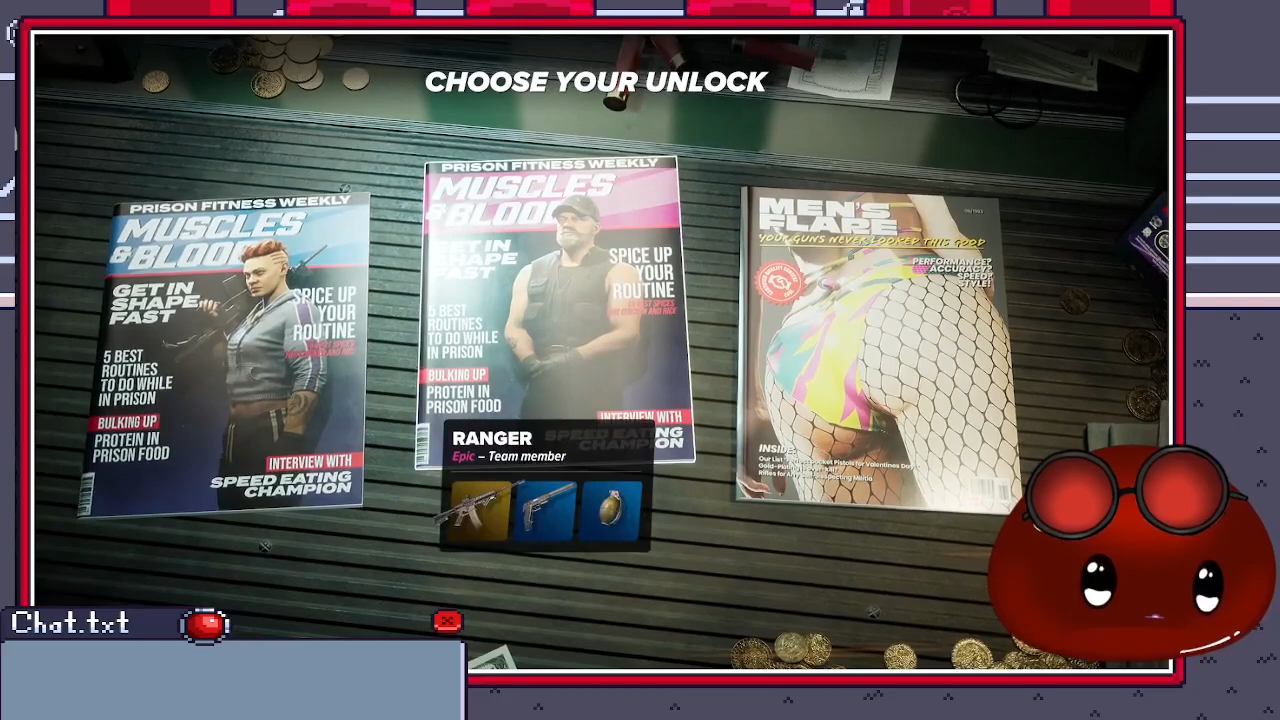 CHOOSE YOUR UNLOCK
PRISON FITNESS WEEKLY
MUSCLES
& BLOO
GET IN
SHAPE
FAST
SPICE UP
YOUR
ROUTINE
5 BEST
ROUTINES
TO DO WHILE
IN PRISON
BULKING UP
PROTEIN IN
PRISON FOOD
INTERVIEW WITH
SPEED EATING
CHAMPION
PRISON FITNESS WEEKLY
MUSCLES
& BLOO
GET IN
SHAPE
FAST
SPICE UP
YOUR
ROUTINE
5 BEST
ROUTINES
TO DO WHILE
IN PRISON
BULKING UP
PROTEIN IN
PRISON FOOD
INTERVIEW WITH
SPEED EATING
CHAMPION
RANGER
Epic – Team member
MEN'S
FLARE
YOUR GUNS NEVER LOOKED THIS GOOD
PERFORMANCE?
ACCURACY?
SPEED?
STYLE!
INSIDE:
Chat.txt